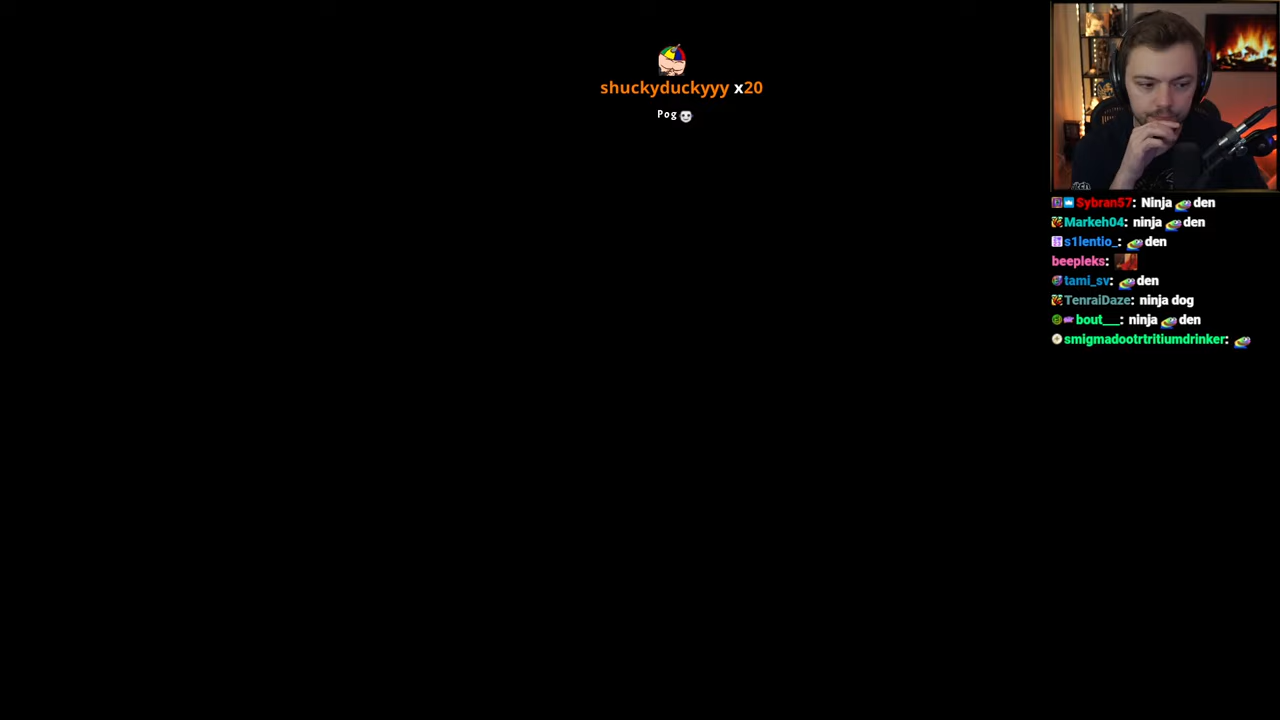 shuckyduckyyy x20
Pog
Sybran57: Ninja den
Markeh04: ninja den
s1lentio_: den
beepleks:
tami_sv: den
TenraiDaze: ninja dog
bout___: ninja den
smigmadootrtritiumdrinker: